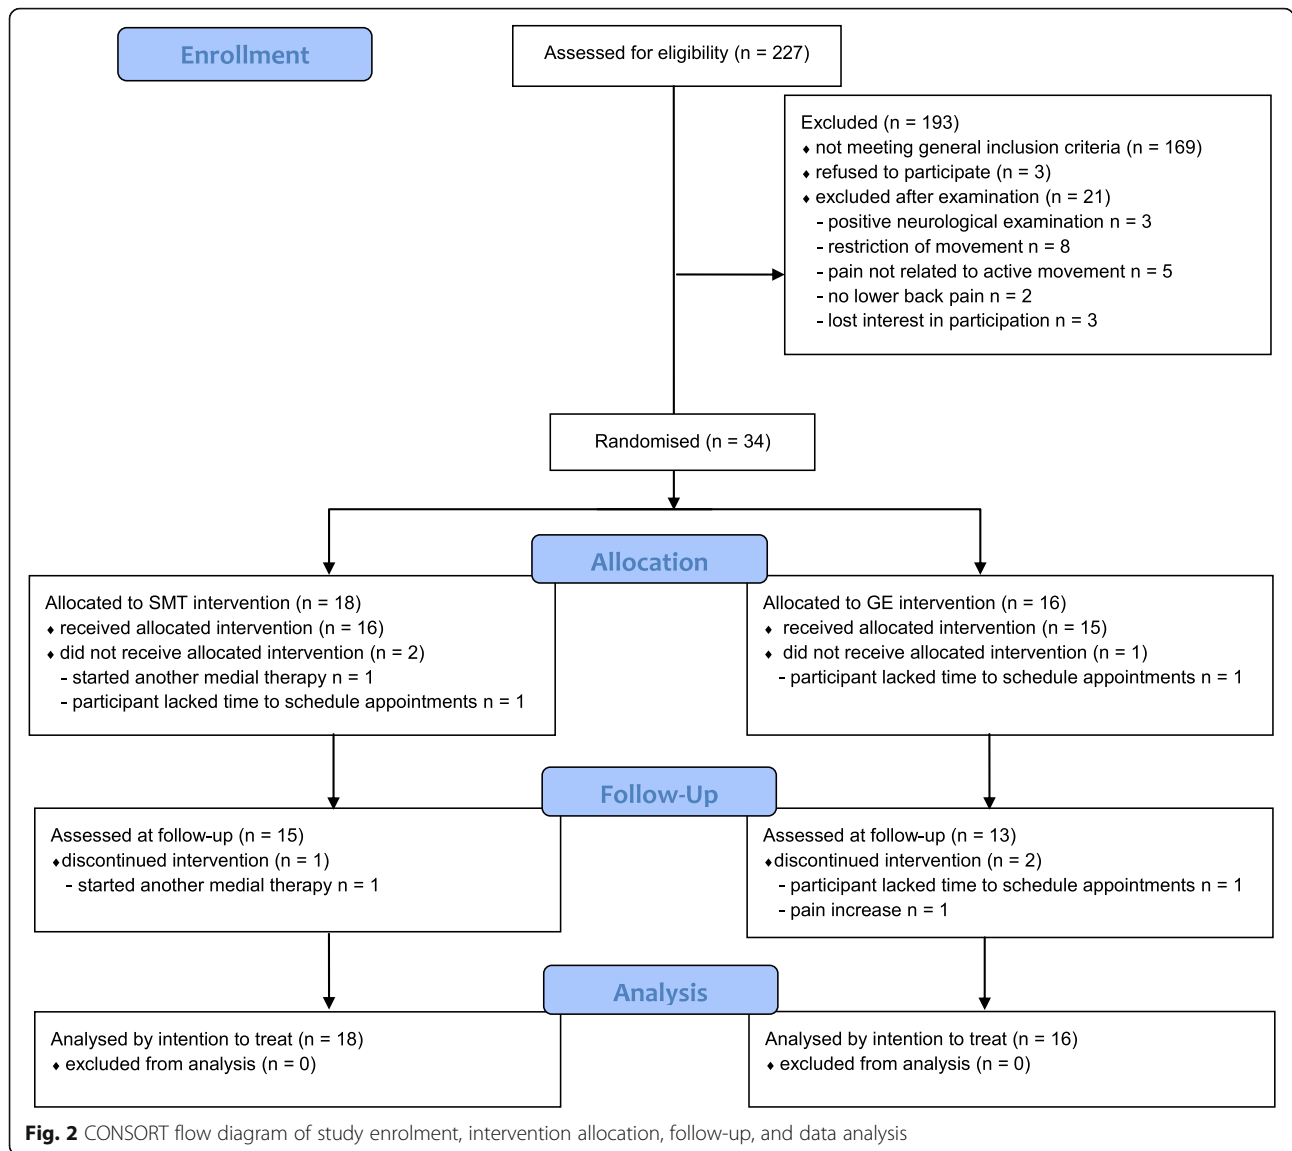 Enrollment
Assessed for eligibility (n = 227)
Excluded (n = 193)
♦ not meeting general inclusion criteria (n = 169)
♦ refused to participate (n = 3)
♦ excluded after examination (n = 21)
- positive neurological examination n = 3
- restriction of movement n = 8
- pain not related to active movement n = 5
- no lower back pain n = 2
- lost interest in participation n = 3
Randomised (n = 34)
Allocation
Allocated to SMT intervention (n = 18)
♦ received allocated intervention (n = 16)
♦ did not receive allocated intervention (n = 2)
- started another medial therapy n = 1
- participant lacked time to schedule appointments n = 1
Allocated to GE intervention (n = 16)
♦ received allocated intervention (n = 15)
♦ did not receive allocated intervention (n = 1)
- participant lacked time to schedule appointments n = 1
Follow-Up
Assessed at follow-up (n = 15)
♦discontinued intervention (n = 1)
- started another medial therapy n = 1
Assessed at follow-up (n = 13)
♦discontinued intervention (n = 2)
- participant lacked time to schedule appointments n = 1
- pain increase n = 1
Analysis
Analysed by intention to treat (n = 18)
♦ excluded from analysis (n = 0)
Analysed by intention to treat (n = 16)
♦ excluded from analysis (n = 0)
Fig. 2 CONSORT flow diagram of study enrolment, intervention allocation, follow-up, and data analysis